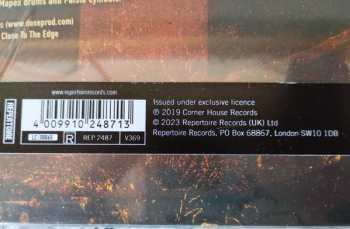 Mapex drums and Paiste cymbals
(www.doseprod.com)
Close To The Edge
www.repertoirerecords.com
Issued under exclusive licence
℗ 2019 Corner House Records
© 2023 Repertoire Records (UK) Ltd
Repertoire Records, PO Box 68867, London SW10 1DB
REPERTOIRE
4 009910 248713
LC 00869
R
REP 2487
V369